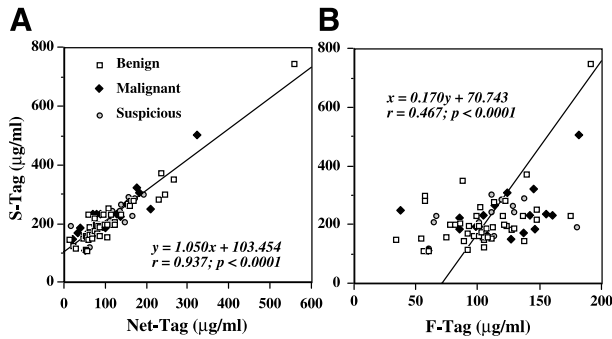 A
B
800
600
400
200
0
S-Tag (μg/ml)
Benign
Malignant
Suspicious
y = 1.050x + 103.454
r = 0.937; p < 0.0001
0 100 200 300 400 500 600
Net-Tag (μg/ml)
800
600
400
200
0
x = 0.170y + 70.743
r = 0.467; p < 0.0001
0 50 100 150 200
F-Tag (μg/ml)